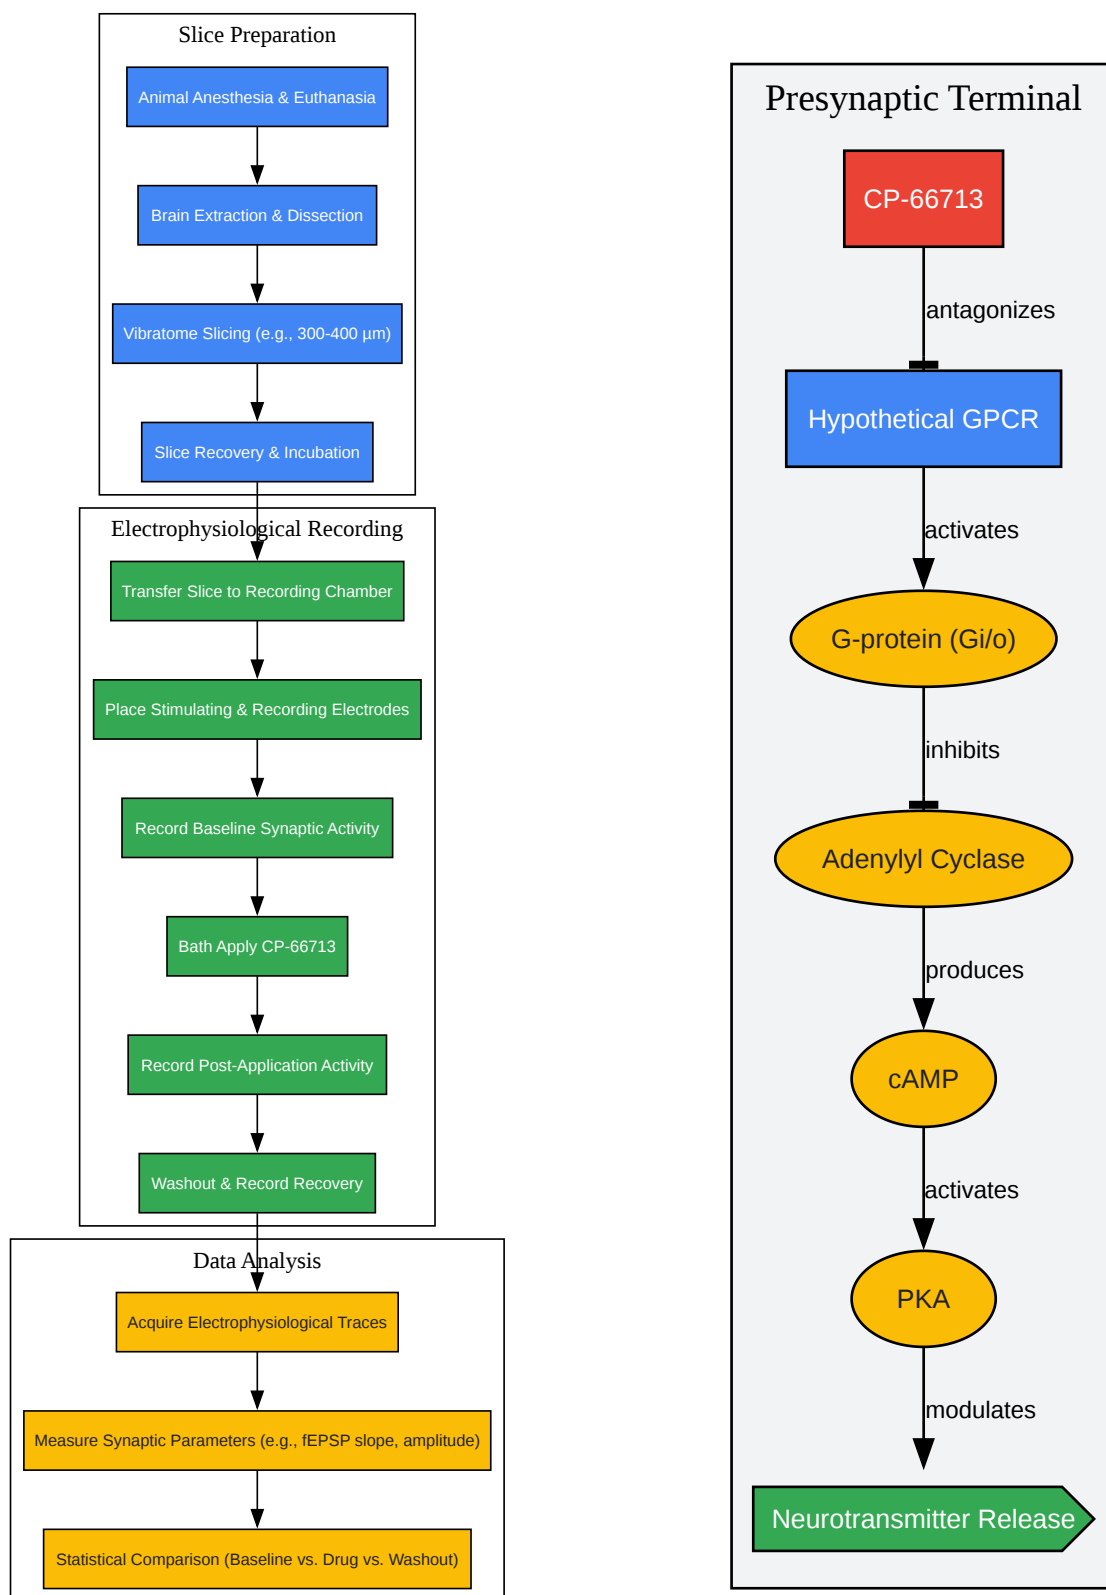 Slice Preparation
Animal Anesthesia & Euthanasia
Brain Extraction & Dissection
Vibratome Slicing (e.g., 300-400 µm)
Slice Recovery & Incubation
Electrophysiological Recording
Transfer Slice to Recording Chamber
Place Stimulating & Recording Electrodes
Record Baseline Synaptic Activity
Bath Apply CP-66713
Record Post-Application Activity
Washout & Record Recovery
Data Analysis
Acquire Electrophysiological Traces
Measure Synaptic Parameters (e.g., fEPSP slope, amplitude)
Statistical Comparison (Baseline vs. Drug vs. Washout)
Presynaptic Terminal
CP-66713
antagonizes
Hypothetical GPCR
activates
G-protein (Gi/o)
inhibits
Adenylyl Cyclase
produces
cAMP
activates
PKA
modulates
Neurotransmitter Release